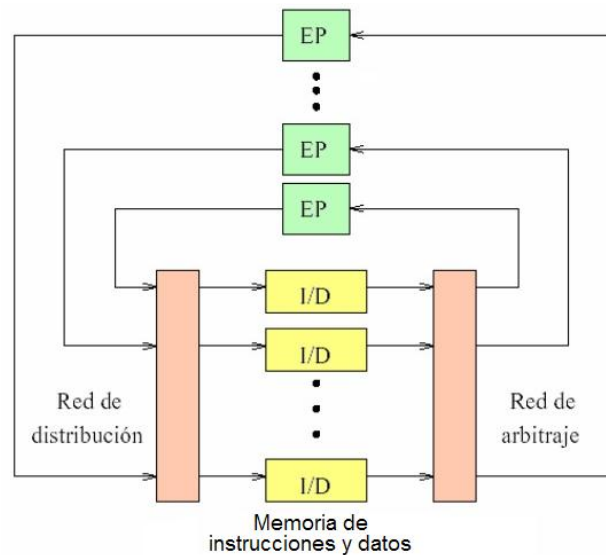 EP
EP
EP
I/D
I/D
I/D
Red de
distribución
Red de
arbitraje
Memoria de
instrucciones y datos